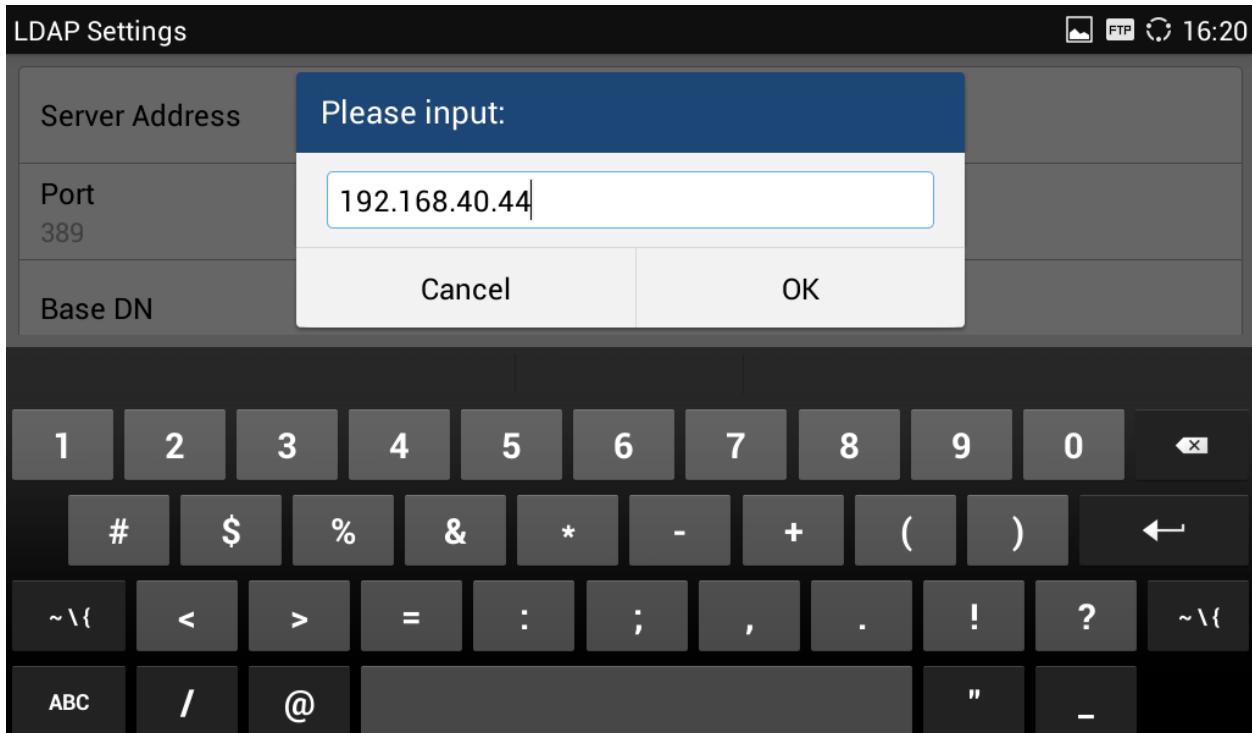 LDAP Settings FTP 16:20
Server Address
Please input:
Port
389
192.168.40.44
Base DN
Cancel OK
1 2 3 4 5 6 7 8 9 0
# $ % & * - + ( )
~ \ { < > = : ; , . ! ? ~ \ {
ABC / @ " _